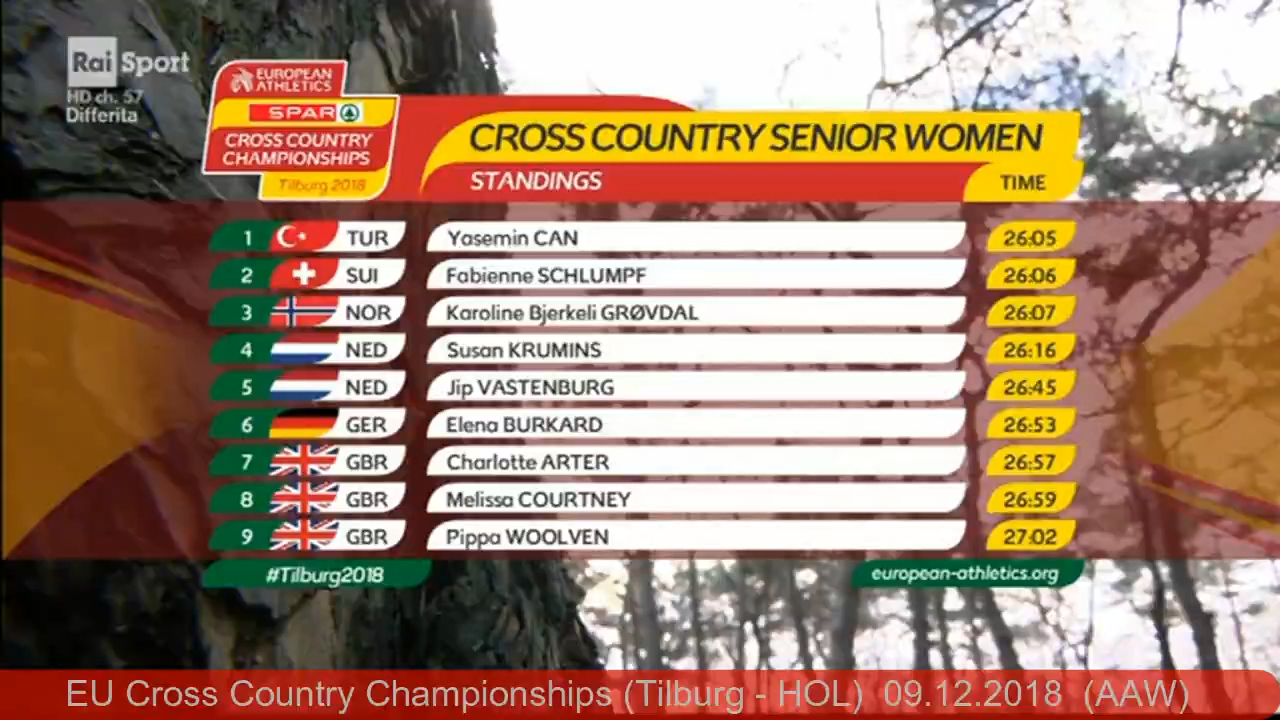 Rai Sport
HD ch. 57
Differita
EUROPEAN
ATHLETICS
SPAR
CROSS COUNTRY
CHAMPIONSHIPS
Tilburg 2018
CROSS COUNTRY SENIOR WOMEN
STANDINGS TIME
1 TUR Yasemin CAN 26:05
2 SUI Fabienne SCHLUMPF 26:06
3 NOR Karoline Bjerkeli GRØVDAL 26:07
4 NED Susan KRUMINS 26:16
5 NED Jip VASTENBURG 26:45
6 GER Elena BURKARD 26:53
7 GBR Charlotte ARTER 26:57
8 GBR Melissa COURTNEY 26:59
9 GBR Pippa WOOLVEN 27:02
#Tilburg2018 european-athletics.org
EU Cross Country Championships (Tilburg - HOL) 09.12.2018 (AAW)